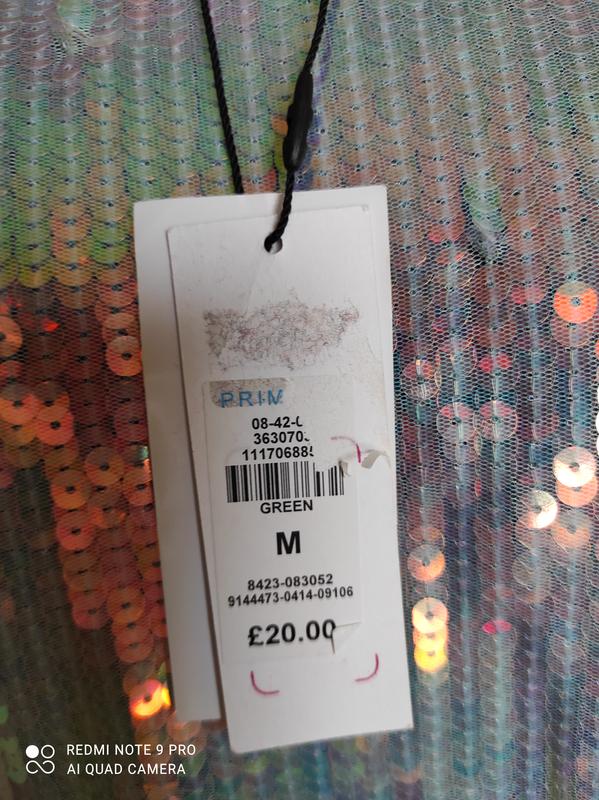 PRIM
08-42-
363070
11170688
GREEN
M
8423-083052
9144473-0414-09106
£20.00
REDMI NOTE 9 PRO
AI QUAD CAMERA